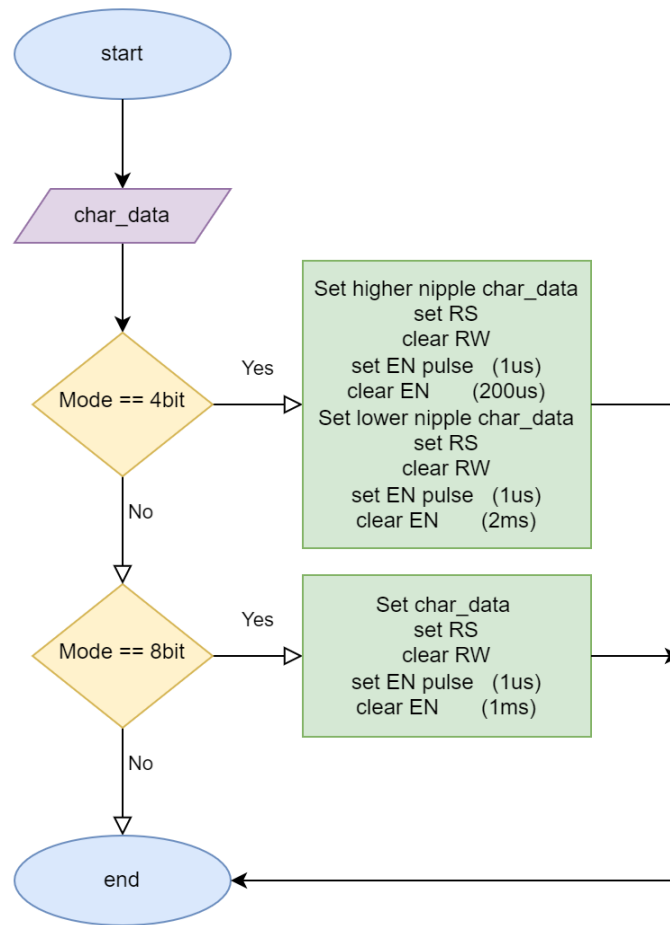 start
char_data
Mode == 4bit
Yes
Set higher nipple char_data
set RS
clear RW
set EN pulse (1us)
clear EN (200us)
Set lower nipple char_data
set RS
clear RW
set EN pulse (1us)
clear EN (2ms)
No
Mode == 8bit
Yes
Set char_data
set RS
clear RW
set EN pulse (1us)
clear EN (1ms)
No
end